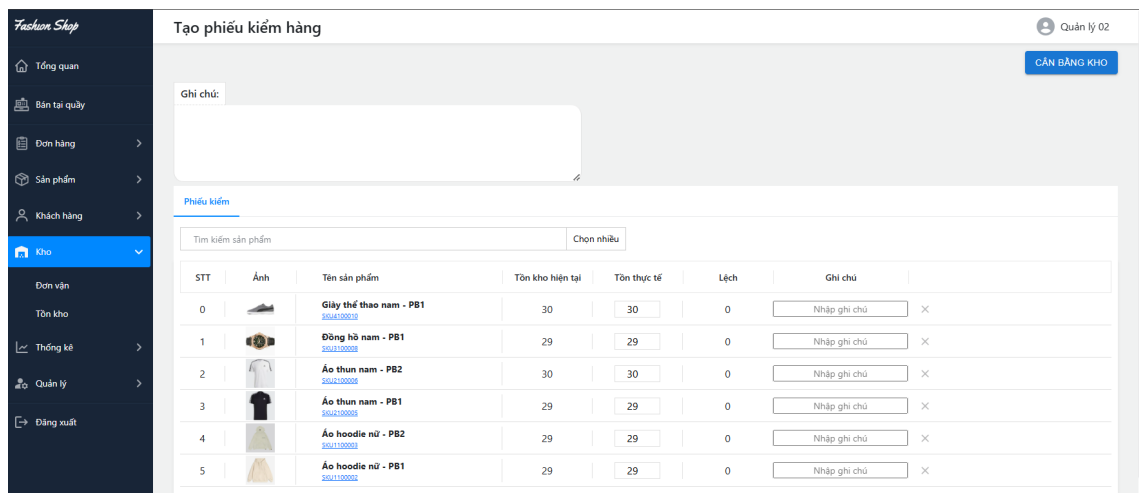 Fashion Shop
Tạo phiếu kiểm hàng
Quản lý 02
Tổng quan
Bán tại quầy
Đơn hàng
Sản phẩm
Khách hàng
Kho
Đơn vận
Tồn kho
Thống kê
Quản lý
Đăng xuất
CÂN BẰNG KHO
Ghi chú:
Phiếu kiểm
Tìm kiếm sản phẩm Chọn nhiều
STT Ảnh Tên sản phẩm Tồn kho hiện tại Tồn thực tế Lệch Ghi chú
0 Giày thể thao nam - PB1 30 30 0 Nhập ghi chú
SKU4100010
1 Đồng hồ nam - PB1 29 29 0 Nhập ghi chú
SKU3100008
2 Áo thun nam - PB2 30 30 0 Nhập ghi chú
SKU2100006
3 Áo thun nam - PB1 29 29 0 Nhập ghi chú
SKU2100005
4 Áo hoodie nữ - PB2 29 29 0 Nhập ghi chú
SKU1100003
5 Áo hoodie nữ - PB1 29 29 0 Nhập ghi chú
SKU1100002